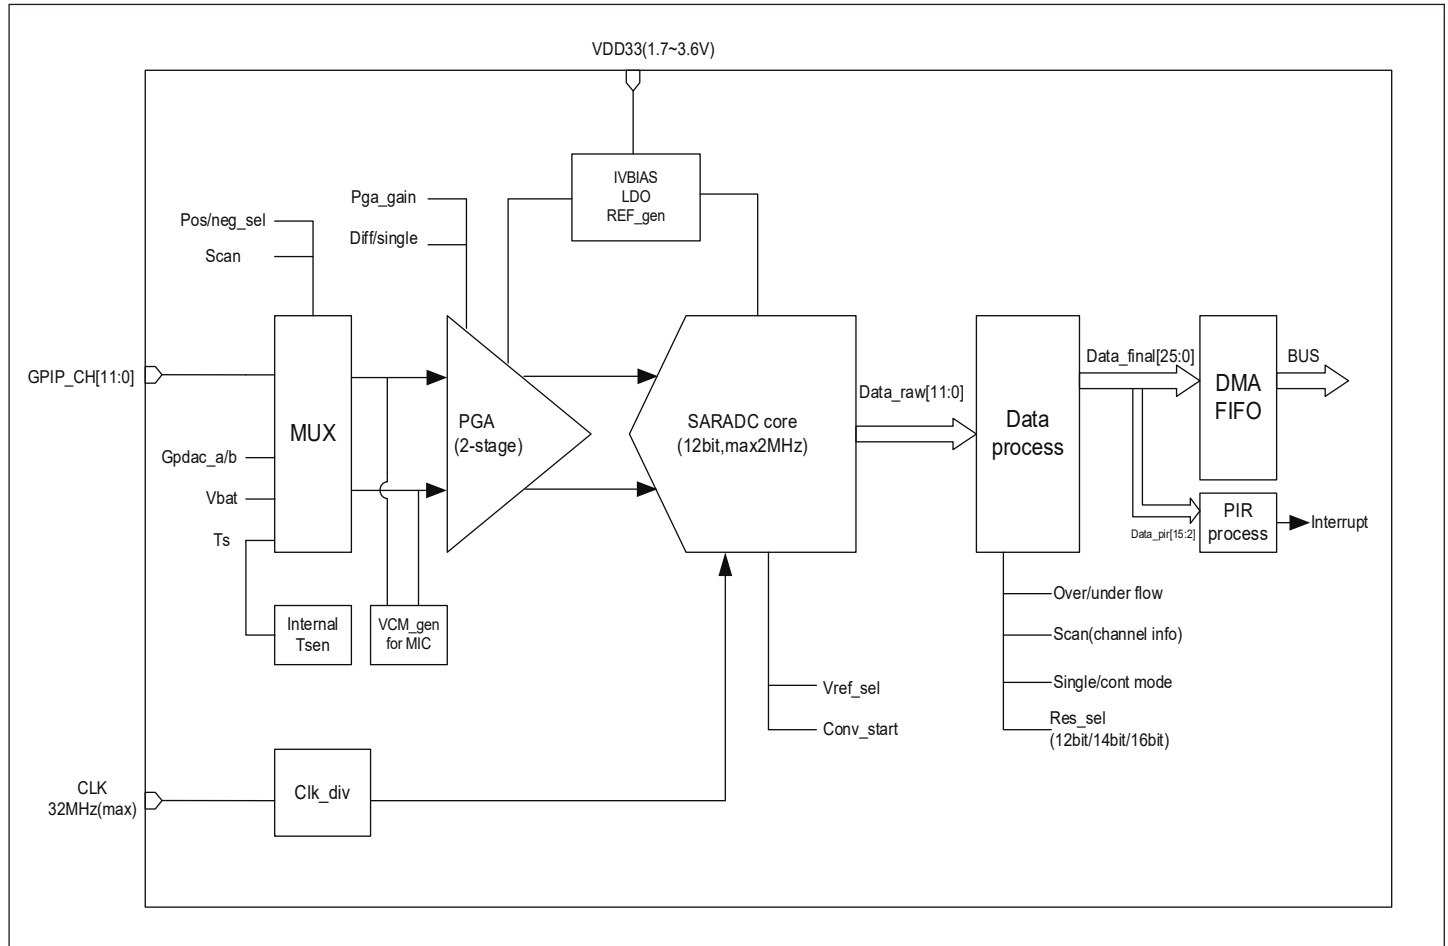 VDD33(1.7~3.6V)
IVBIAS
LDO
REF_gen
Pga_gain
Diff/single
Pos/neg_sel
Scan
GPIP_CH[11:0]
MUX
Gpdac_a/b
Vbat
Ts
Internal
Tsen
VCM_gen
for MIC
PGA
(2-stage)
SARADC core
(12bit,max2MHz)
Data_raw[11:0]
Data
process
Data_final[25:0]
DMA
FIFO
BUS
Data_pir[15:2]
PIR
process
Interrupt
Over/under flow
Scan(channel info)
Single/cont mode
Res_sel
(12bit/14bit/16bit)
Vref_sel
Conv_start
CLK
32MHz(max)
Clk_div